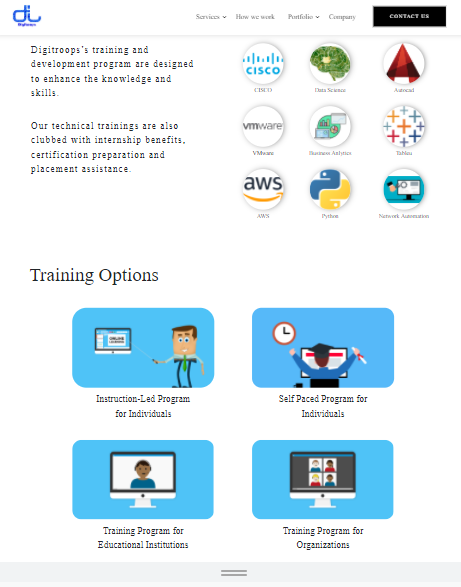 di
Digitroops
Services
How we work
Portfolio
Company
CONTACT US
Digitroops's training and
development program are designed
to enhance the knowledge and
skills.
Our technical trainings are also
clubbed with internship benefits,
certification preparation and
placement assistance.
CISCO
CISCO
Data Science
Autocad
vmware
VMware
Business Anlytics
Tableau
aws
AWS
Python
Network Automation
Training Options
ONLINE
LEARNING
Instruction-Led Program
for Individuals
Self Paced Program for
Individuals
Training Program for
Educational Institutions
Training Program for
Organizations